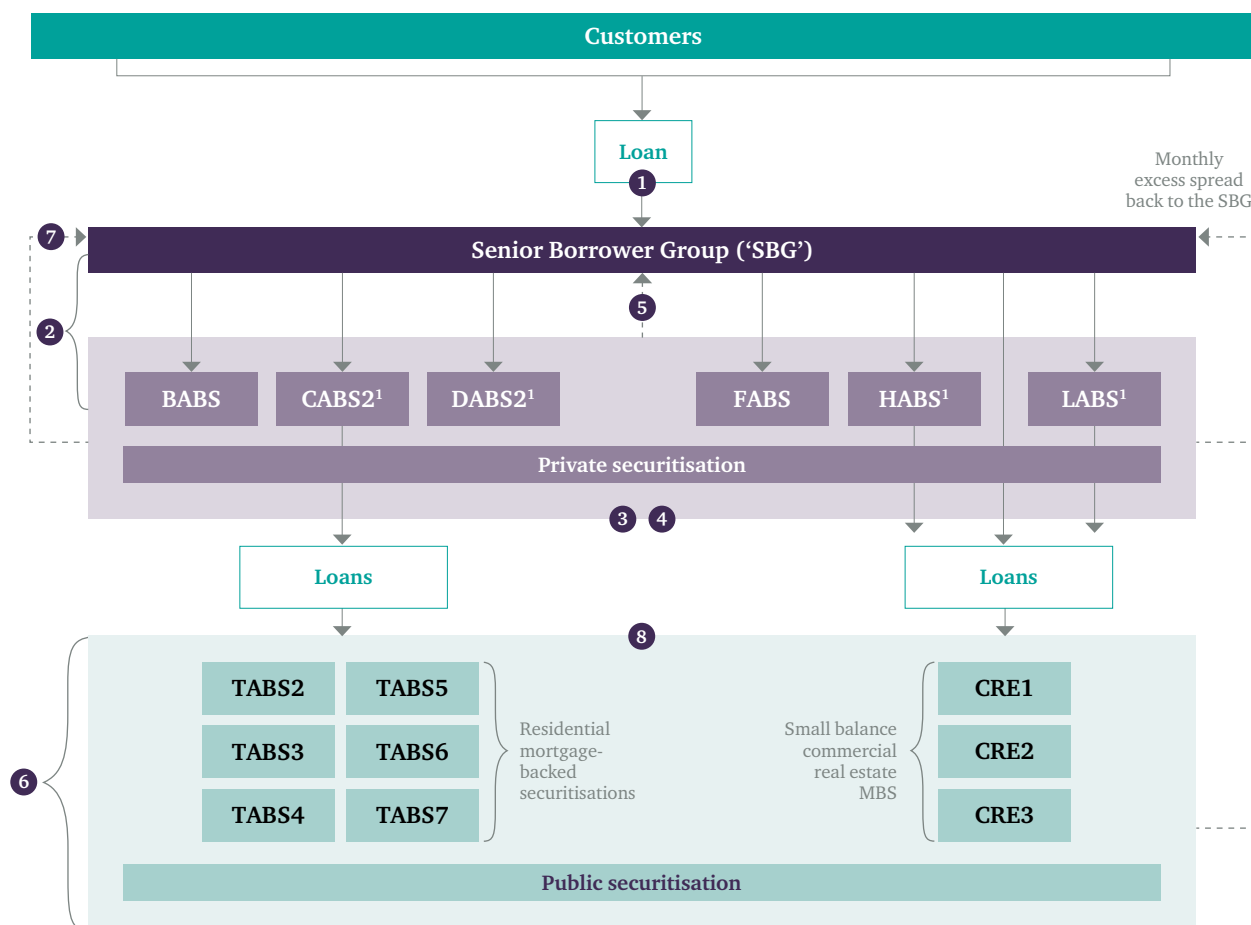 Customers
Loan
1
Monthly
excess spread
back to the SBG
7
Senior Borrower Group (‘SBG’)
5
2
BABS
CABS2¹
DABS2¹
FABS
HABS¹
LABS¹
Private securitisation
3
4
Loans
Loans
8
TABS2
TABS5
TABS3
TABS6
TABS4
TABS7
Residential
mortgage-
backed
securitisations
Small balance
commercial
real estate
MBS
CRE1
CRE2
CRE3
6
Public securitisation